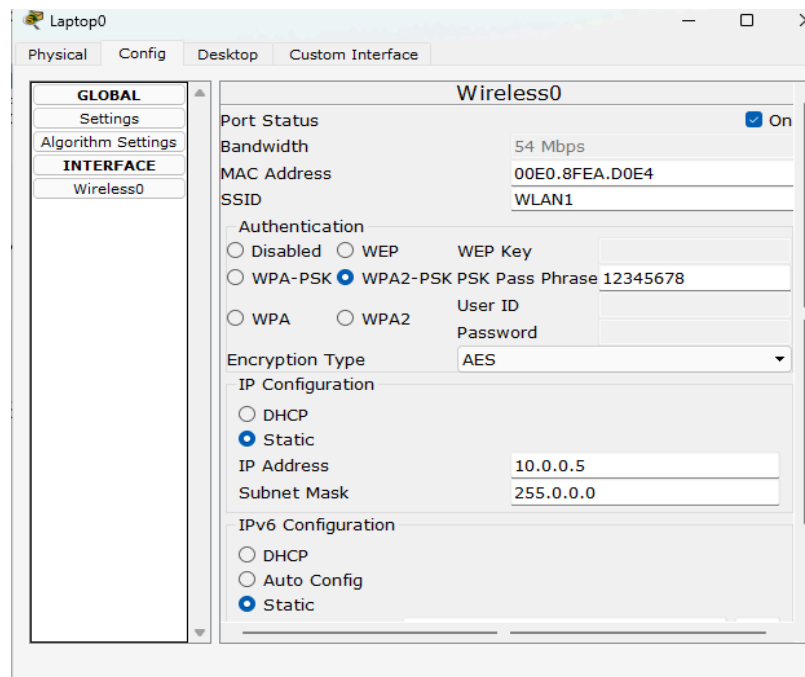 Laptop0
Physical Config Desktop Custom Interface
GLOBAL
Settings
Algorithm Settings
INTERFACE
Wireless0
Wireless0
Port Status On
Bandwidth 54 Mbps
MAC Address 00E0.8FEA.D0E4
SSID WLAN1
Authentication
Disabled WEP WEP Key
WPA-PSK WPA2-PSK PSK Pass Phrase 12345678
User ID
WPA WPA2
Password
Encryption Type AES
IP Configuration
DHCP
Static
IP Address 10.0.0.5
Subnet Mask 255.0.0.0
IPv6 Configuration
DHCP
Auto Config
Static